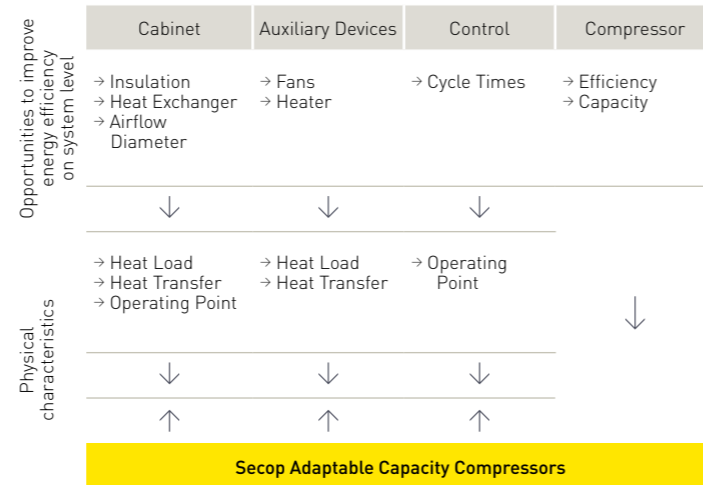 Cabinet
Auxiliary Devices
Control
Compressor
Opportunities to improve
energy efficiency
on system level
→ Insulation
→ Heat Exchanger
→ Airflow
Diameter
→ Fans
→ Heater
→ Cycle Times
→ Efficiency
→ Capacity
Physical
characteristics
→ Heat Load
→ Heat Transfer
→ Operating Point
→ Heat Load
→ Heat Transfer
→ Operating
Point
Secop Adaptable Capacity Compressors